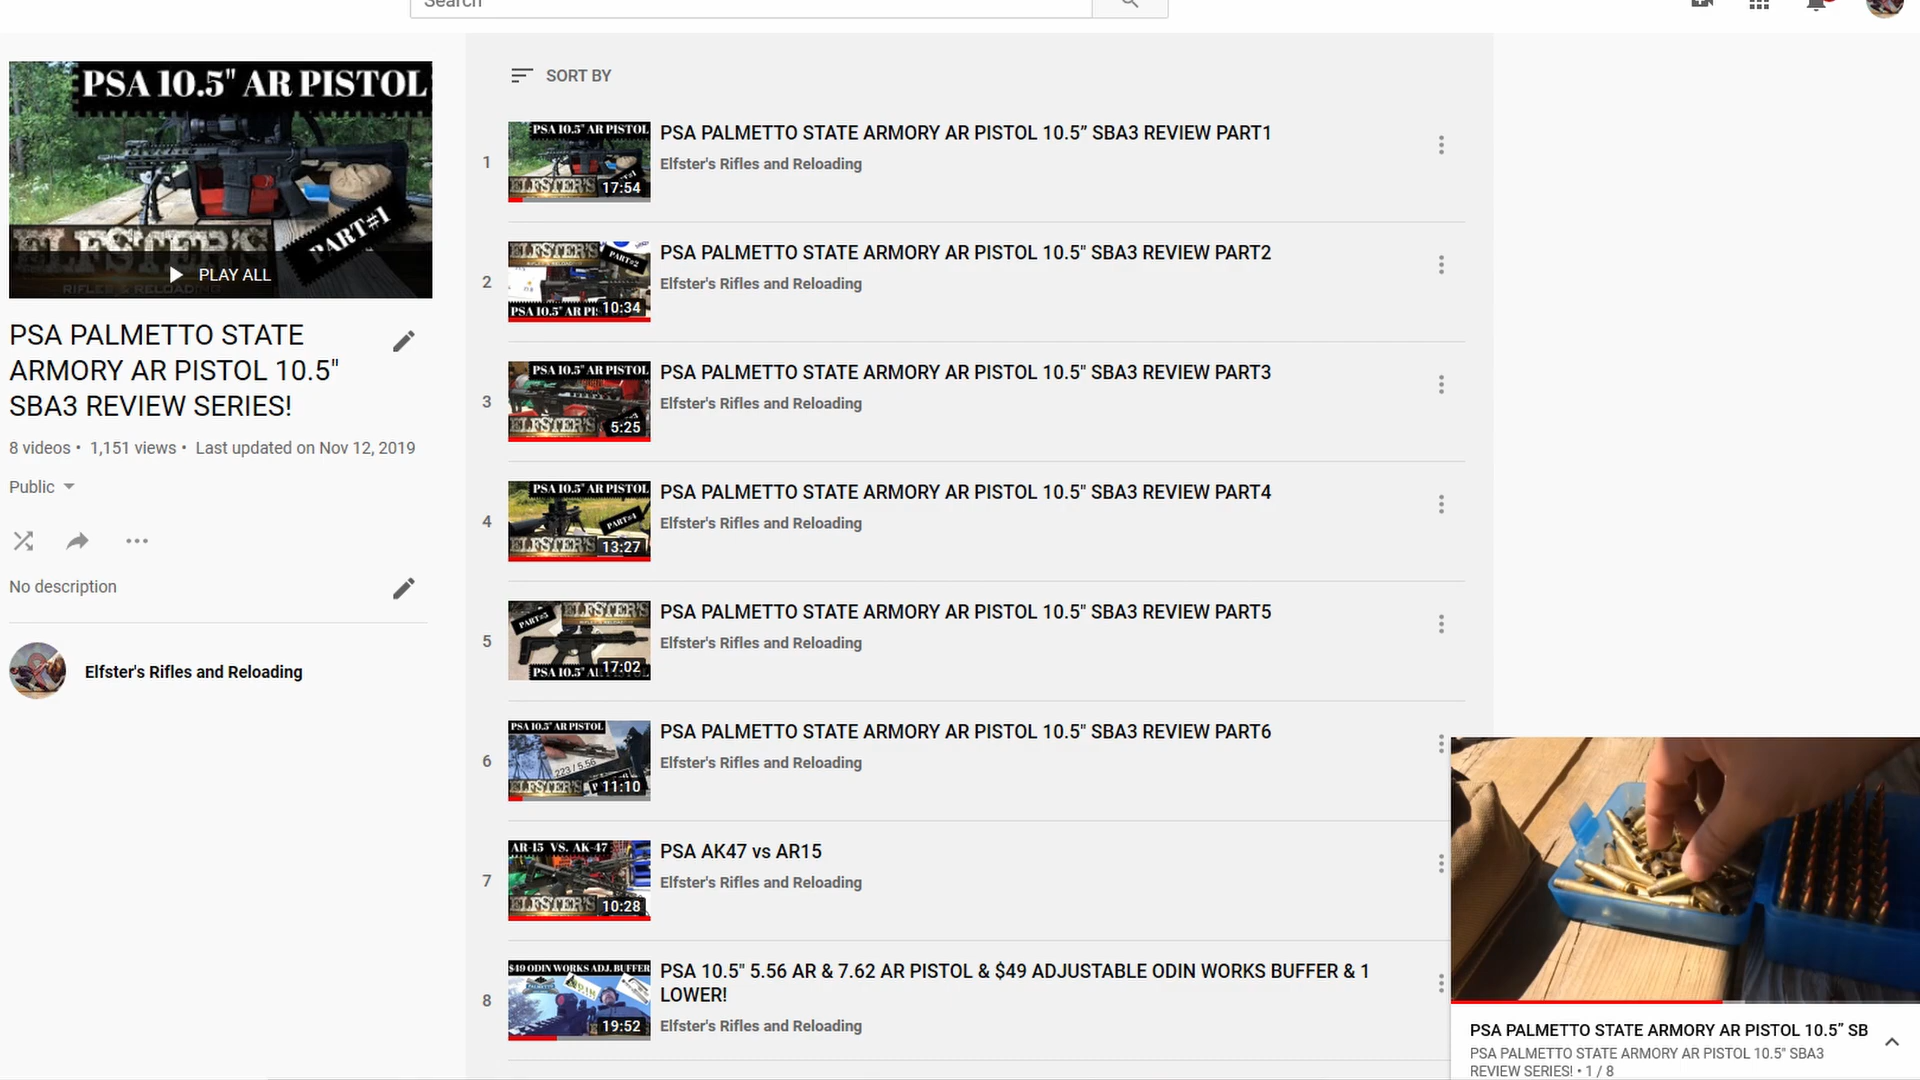 Search
PSA 10.5" AR PISTOL
ELFSTER'S
RIFLES & RELOADING
PART#1
PLAY ALL
PSA PALMETTO STATE
ARMORY AR PISTOL 10.5"
SBA3 REVIEW SERIES!
8 videos • 1,151 views • Last updated on Nov 12, 2019
Public
No description
Elfster's Rifles and Reloading
SORT BY
1
PSA 10.5" AR PISTOL
ELFSTER'S
17:54
PSA PALMETTO STATE ARMORY AR PISTOL 10.5” SBA3 REVIEW PART1
Elfster's Rifles and Reloading
2
ELFSTER'S
PART#2
PSA 10.5" AR PI
10:34
PSA PALMETTO STATE ARMORY AR PISTOL 10.5" SBA3 REVIEW PART2
Elfster's Rifles and Reloading
3
PSA 10.5" AR PISTOL
ELFSTER'S
5:25
PSA PALMETTO STATE ARMORY AR PISTOL 10.5" SBA3 REVIEW PART3
Elfster's Rifles and Reloading
4
PSA 10.5" AR PISTOL
PART#4
ELFSTER'S
13:27
PSA PALMETTO STATE ARMORY AR PISTOL 10.5" SBA3 REVIEW PART4
Elfster's Rifles and Reloading
5
ELFSTER'S
17:02
PSA 10.5" AR PISTOL
PSA PALMETTO STATE ARMORY AR PISTOL 10.5" SBA3 REVIEW PART5
Elfster's Rifles and Reloading
6
PSA 10.5" AR PISTOL
223 / 5.56
ELFSTER'S
11:10
PSA PALMETTO STATE ARMORY AR PISTOL 10.5" SBA3 REVIEW PART6
Elfster's Rifles and Reloading
7
AR-15 VS. AK-47
ELFSTER'S
10:28
PSA AK47 vs AR15
Elfster's Rifles and Reloading
8
$49 ODIN WORKS ADJ. BUFFER
19:52
PSA 10.5" 5.56 AR & 7.62 AR PISTOL & $49 ADJUSTABLE ODIN WORKS BUFFER & 1
LOWER!
Elfster's Rifles and Reloading
PSA PALMETTO STATE ARMORY AR PISTOL 10.5” SB
PSA PALMETTO STATE ARMORY AR PISTOL 10.5" SBA3
REVIEW SERIES! • 1 / 8